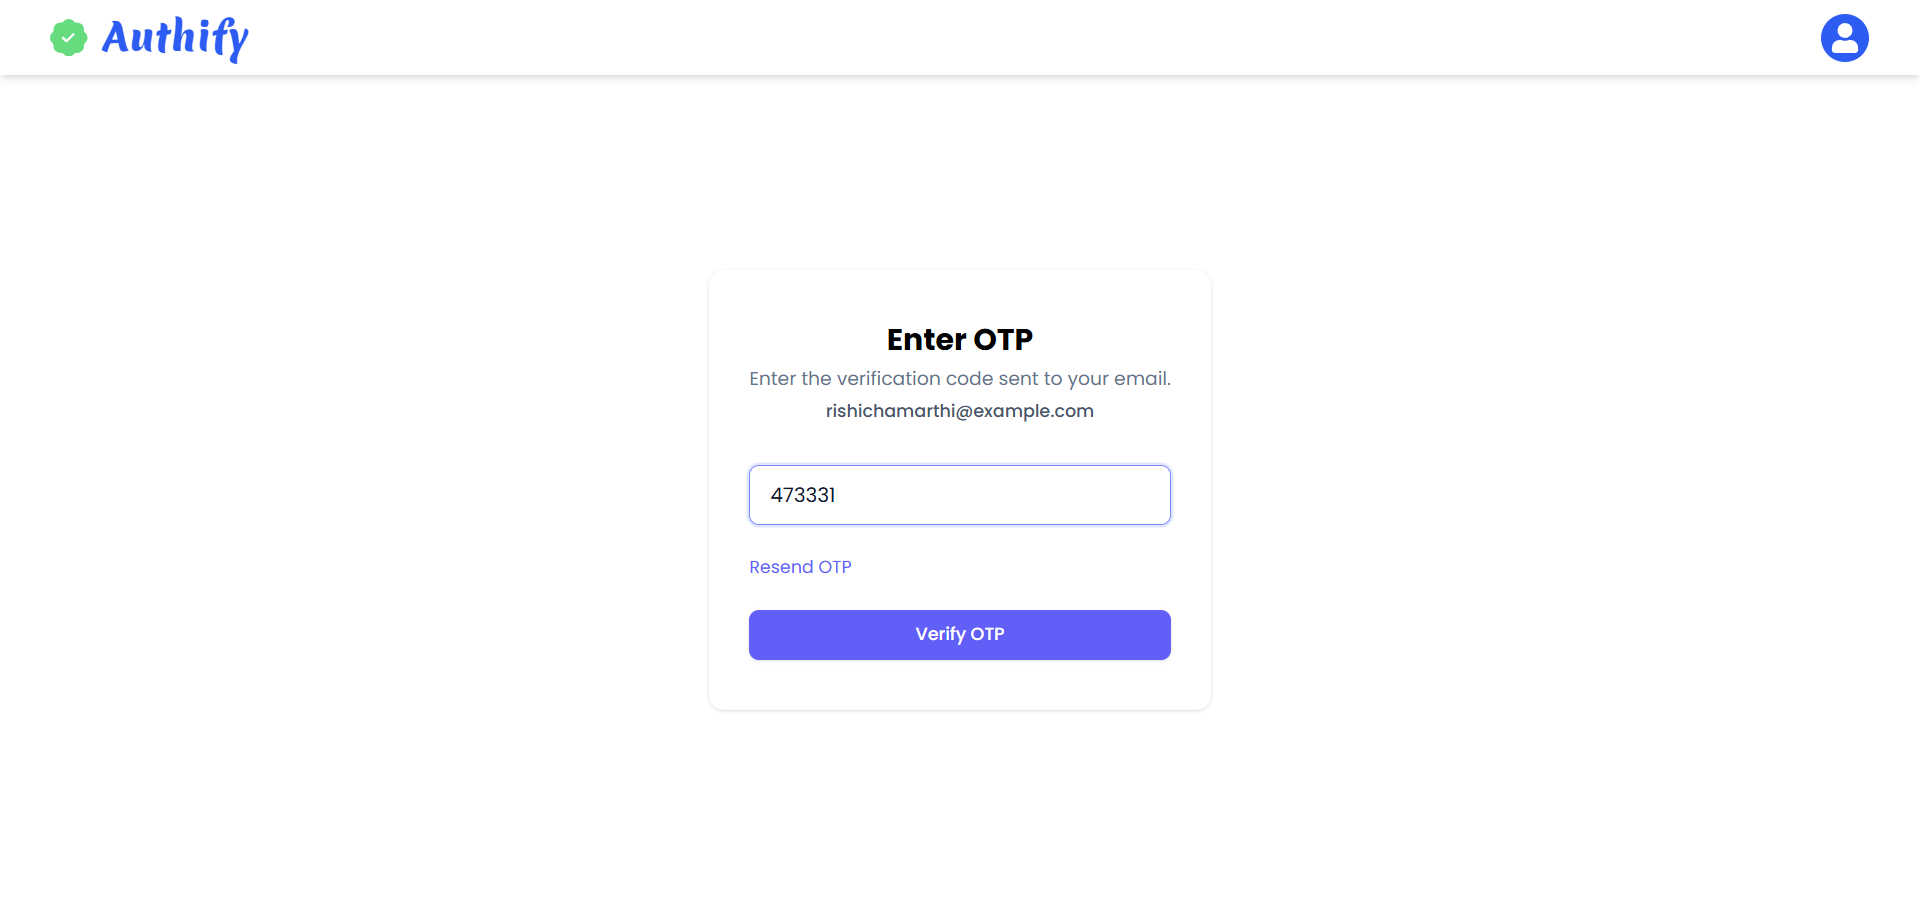 Authify
Enter OTP
Enter the verification code sent to your email.
rishichamarthi@example.com
473331
Resend OTP
Verify OTP